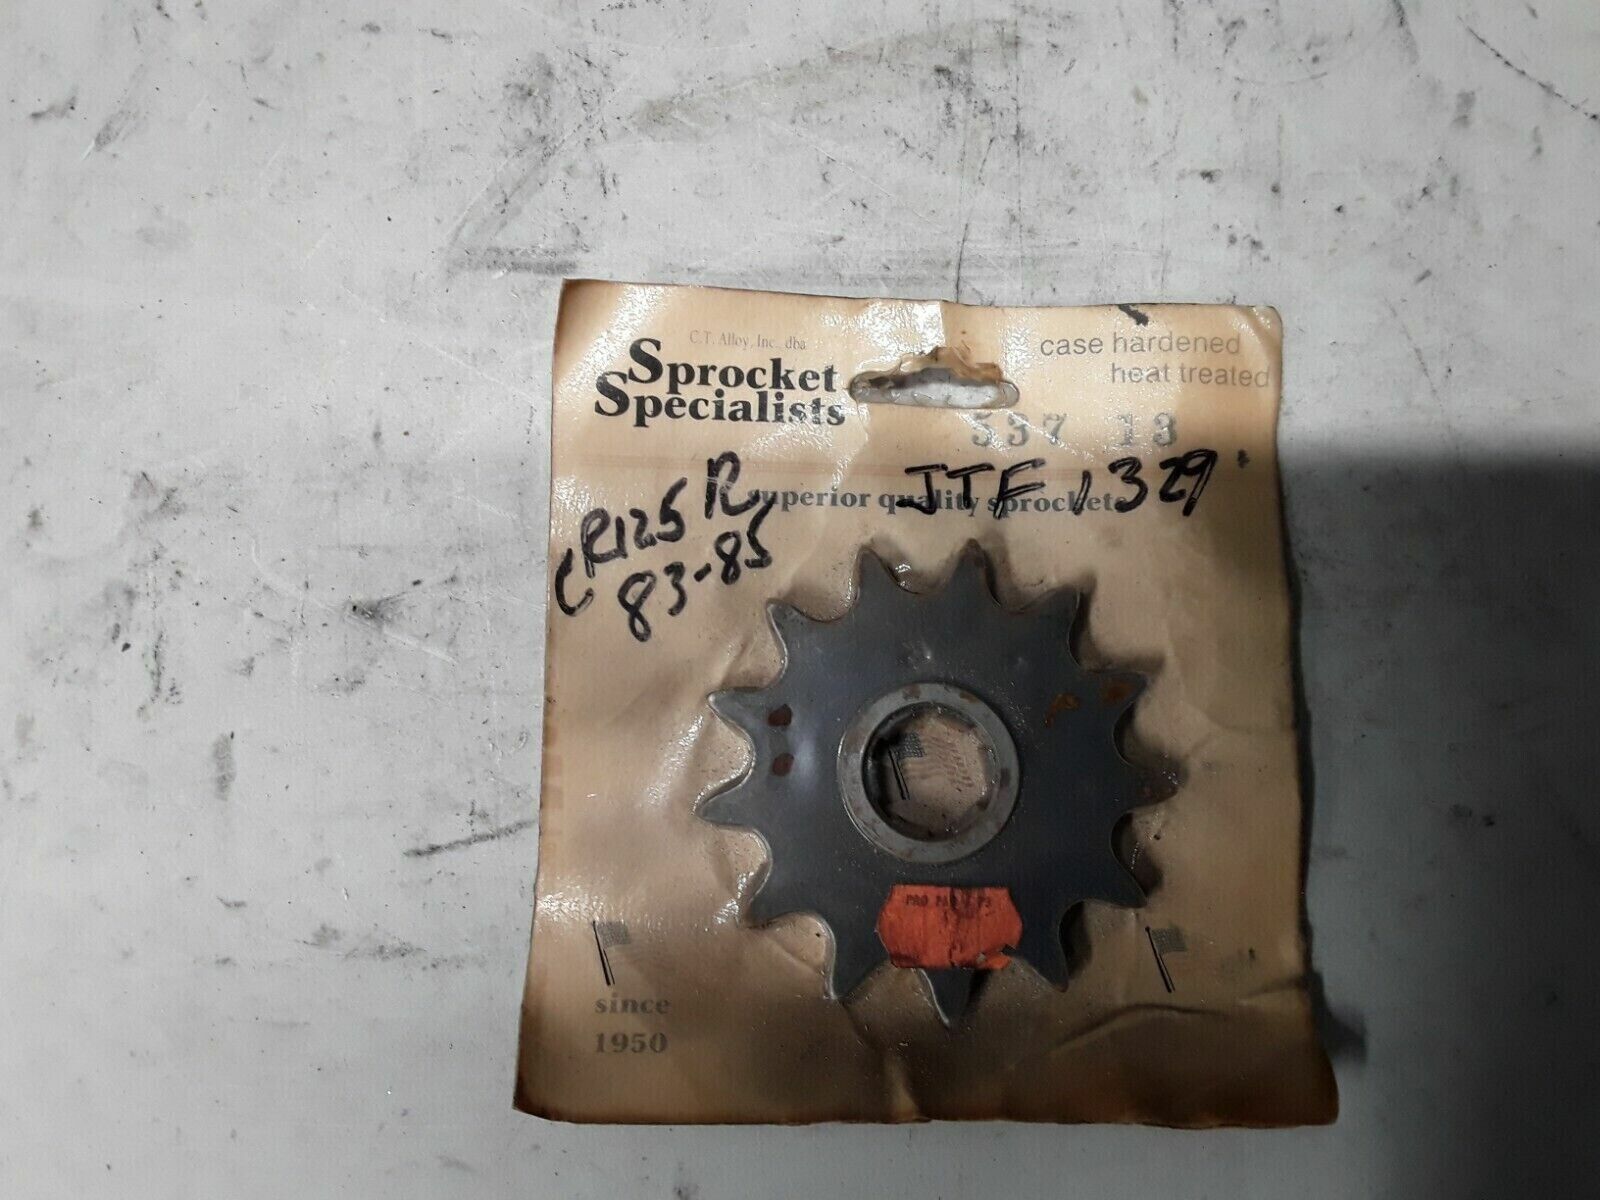 C.T. Alloy, Inc., dba
Sprocket
Specialists
case hardened
heat treated
537 13
JTF 1329
superior quality sprockets
CR125R
83-85
PRO
since
1950